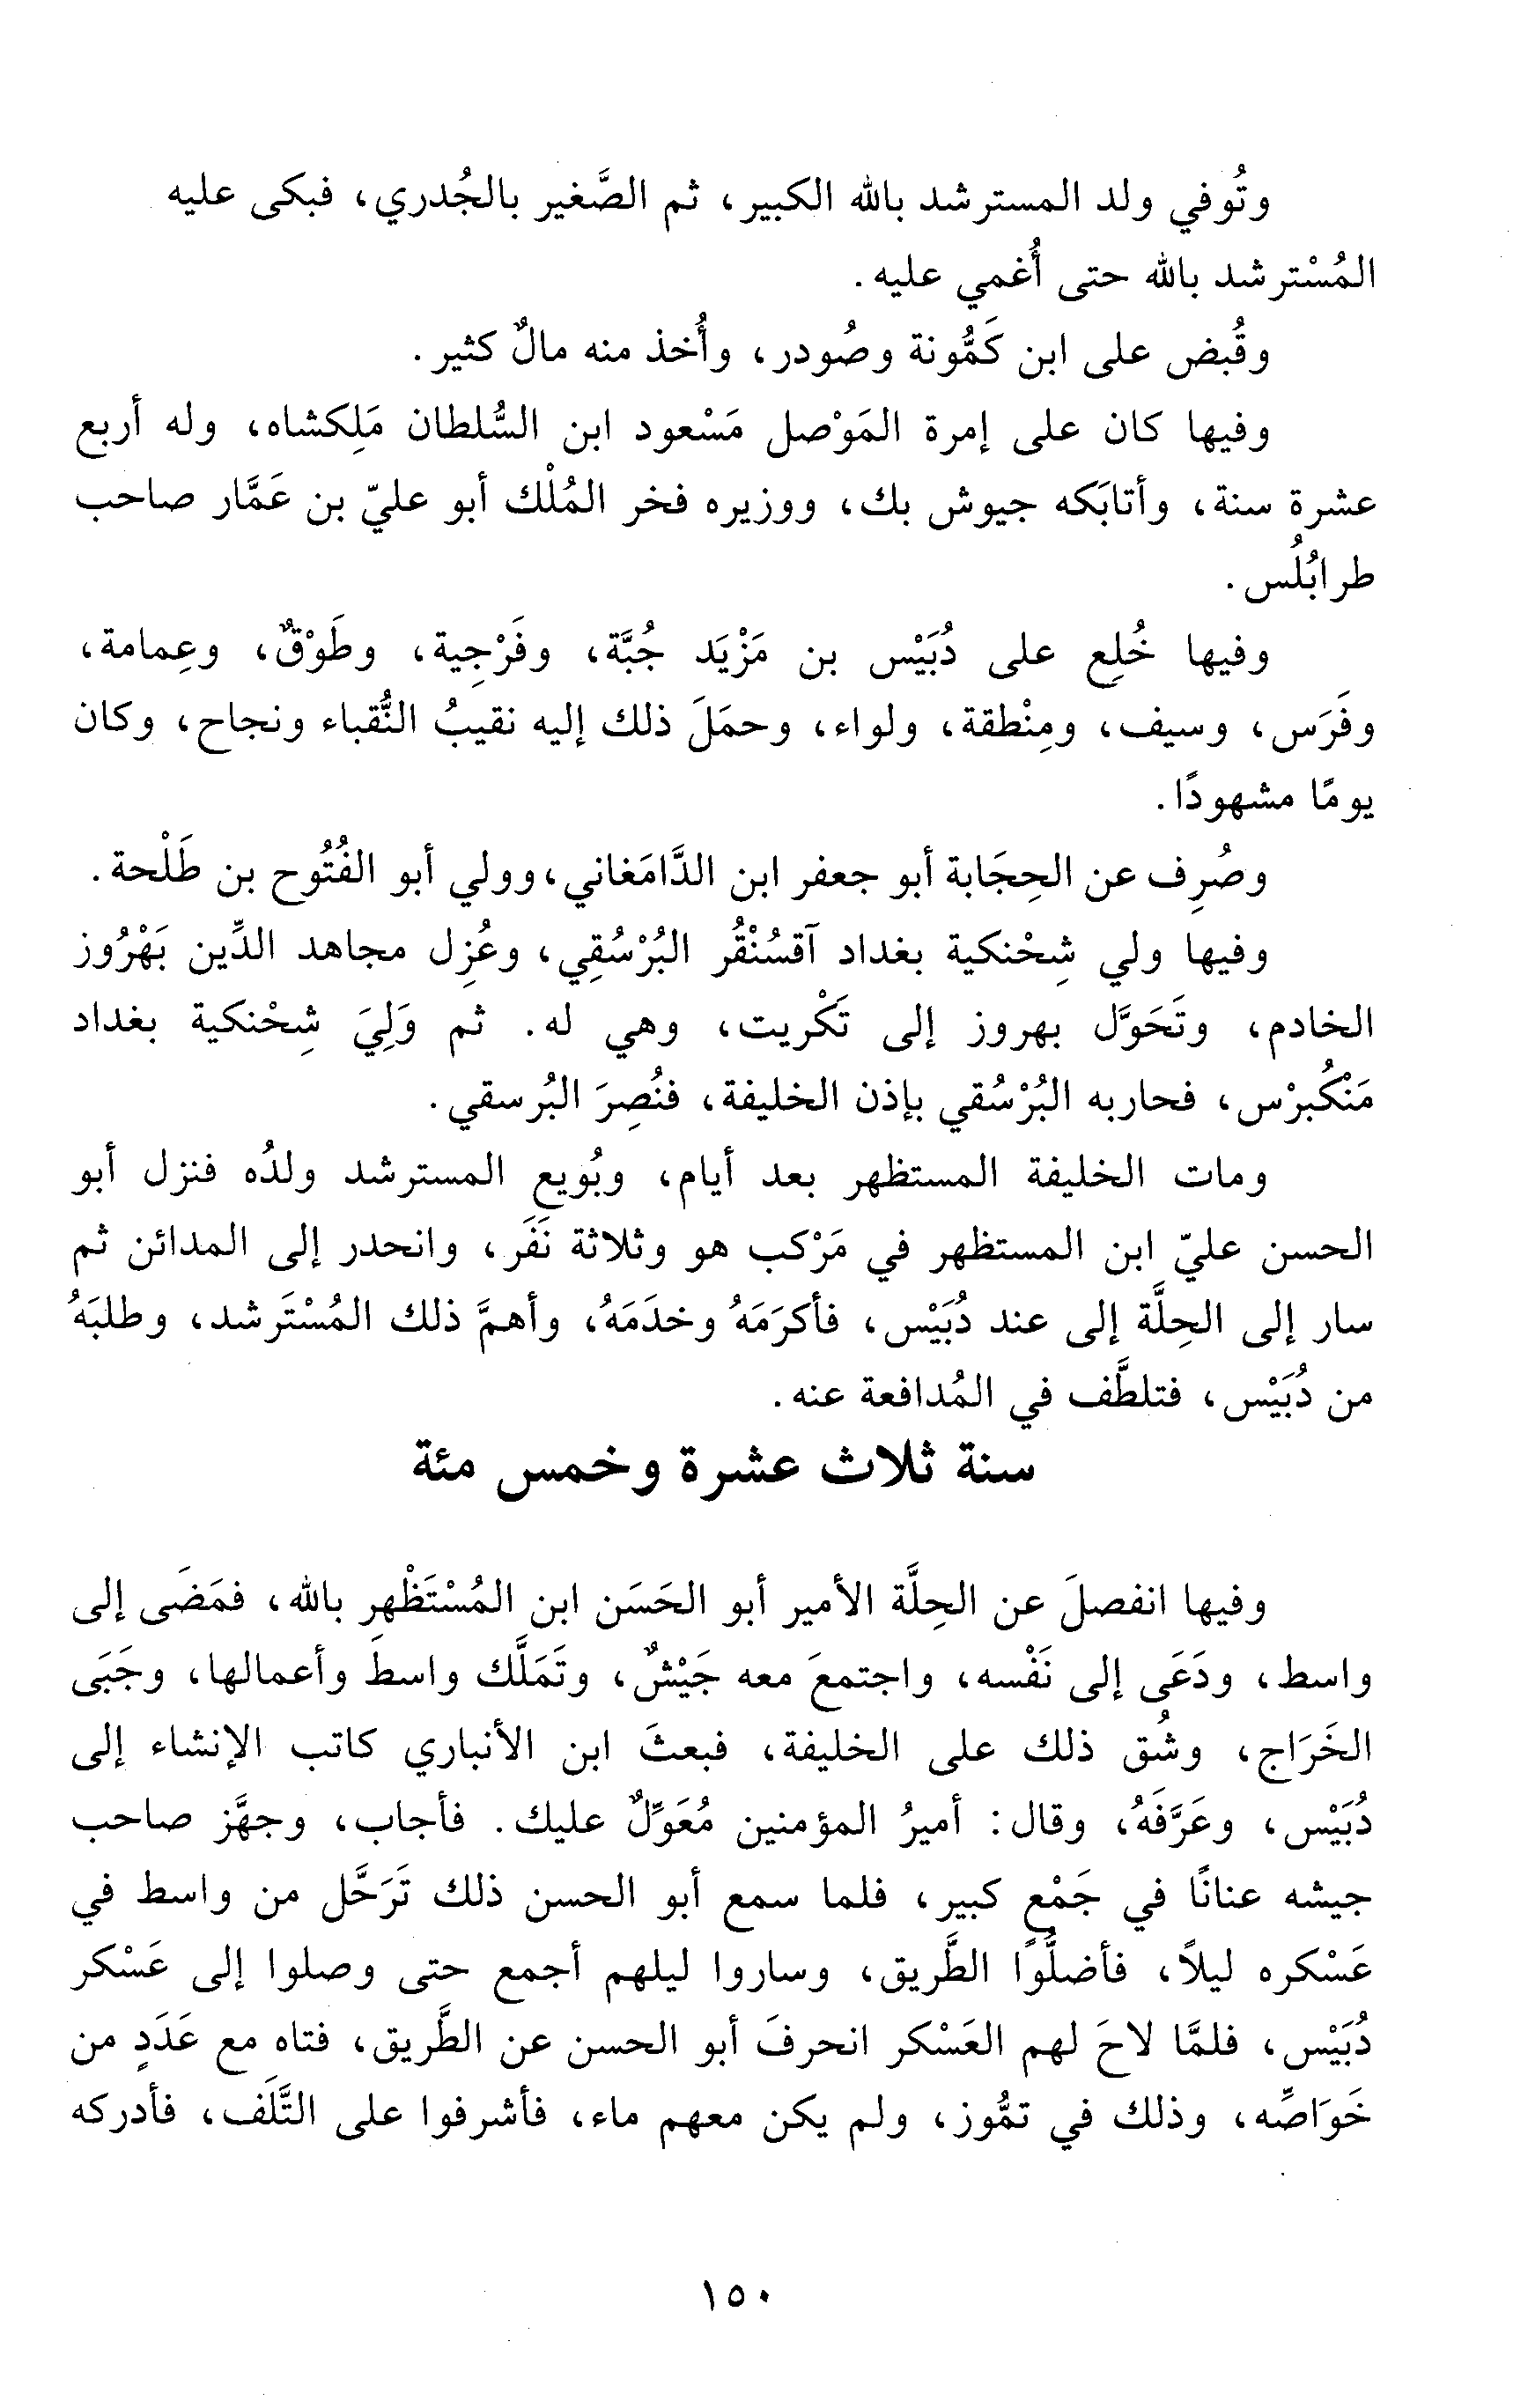 وتُوفي ولد المسترشد بالله الكبير، ثم الصَّغير بالجُدري، فبكى عليه
المُسْترشد بالله حتى أُغمي عليه.
وقُبض على ابن كَمُّونة وصُودر، وأُخذ منه مالٌ كثير.
وفيها كان على إمرة المَوْصل مَسْعود ابن السُّلطان مَلِكشاه، وله أربع
عشرة سنة، وأتابَكه جيوش بك، ووزيره فخر المُلْك أبو عليّ بن عَمَّار صاحب
طرابُلُس.
وفيها خُلِع على دُبَيْس بن مَزْيَد جُبَّة، وفَرْجِية، وطَوْقٌ، وعِمامة،
وفَرَس، وسيف، ومِنْطقة، ولواء، وحمَلَ ذلك إليه نقيبُ النُّقباء ونجاح، وكان
يومًا مشهودًا.
وصُرِف عن الحِجَابة أبو جعفر ابن الدَّامَغاني، وولي أبو الفُتُوح بن طَلْحة.
وفيها ولي شِحْنكية بغداد آقسُنْقُر البُرْسُقِي، وعُزِل مجاهد الدِّين بَهْرُوز
الخادم، وتَحَوَّل بهروز إلى تَكْريت، وهي له. ثم وَلِيَ شِحْنكية بغداد
مَنْكُبرْس، فحاربه البُرْسُقي بإذن الخليفة، فنُصِرَ البُرسقي.
ومات الخليفة المستظهر بعد أيام، وبُويع المسترشد ولدُه فنزل أبو
الحسن عليّ ابن المستظهر في مَرْكب هو وثلاثة نَفَر، وانحدر إلى المدائن ثم
سار إلى الحِلَّة إلى عند دُبَيْس، فأكرَمَهُ وخدَمَهُ، وأهمَّ ذلك المُسْتَرشد، وطلبَهُ
من دُبَيْس، فتلطَّف في المُدافعة عنه.
سنة ثلاث عشرة وخمس مئة
وفيها انفصلَ عن الحِلَّة الأمير أبو الحَسَن ابن المُسْتَظْهر بالله، فمَضَى إلى
واسط، ودَعَى إلى نَفْسه، واجتمعَ معه جَيْشٌ، وتَمَلَّك واسطَ وأعمالها، وجَبَى
الخَرَاج، وشُق ذلك على الخليفة، فبعثَ ابن الأنباري كاتب الإنشاء إلى
دُبَيْس، وعَرَّفَهُ، وقال: أميرُ المؤمنين مُعَوِّلٌ عليك. فأجاب، وجهَّز صاحب
جيشه عنانًا في جَمْعٍ كبير، فلما سمع أبو الحسن ذلك تَرَحَّل من واسط في
عَسْكره ليلاً، فأضلُّوا الطَّريق، وساروا ليلهم أجمع حتى وصلوا إلى عَسْكر
دُبَيْس، فلمَّا لاحَ لهم العَسْكر انحرفَ أبو الحسن عن الطَّريق، فتاه مع عَدَدٍ من
خَوَاصِّه، وذلك في تمُّوز، ولم يكن معهم ماء، فأشرفوا على التَّلَف، فأدركه
١٥٠